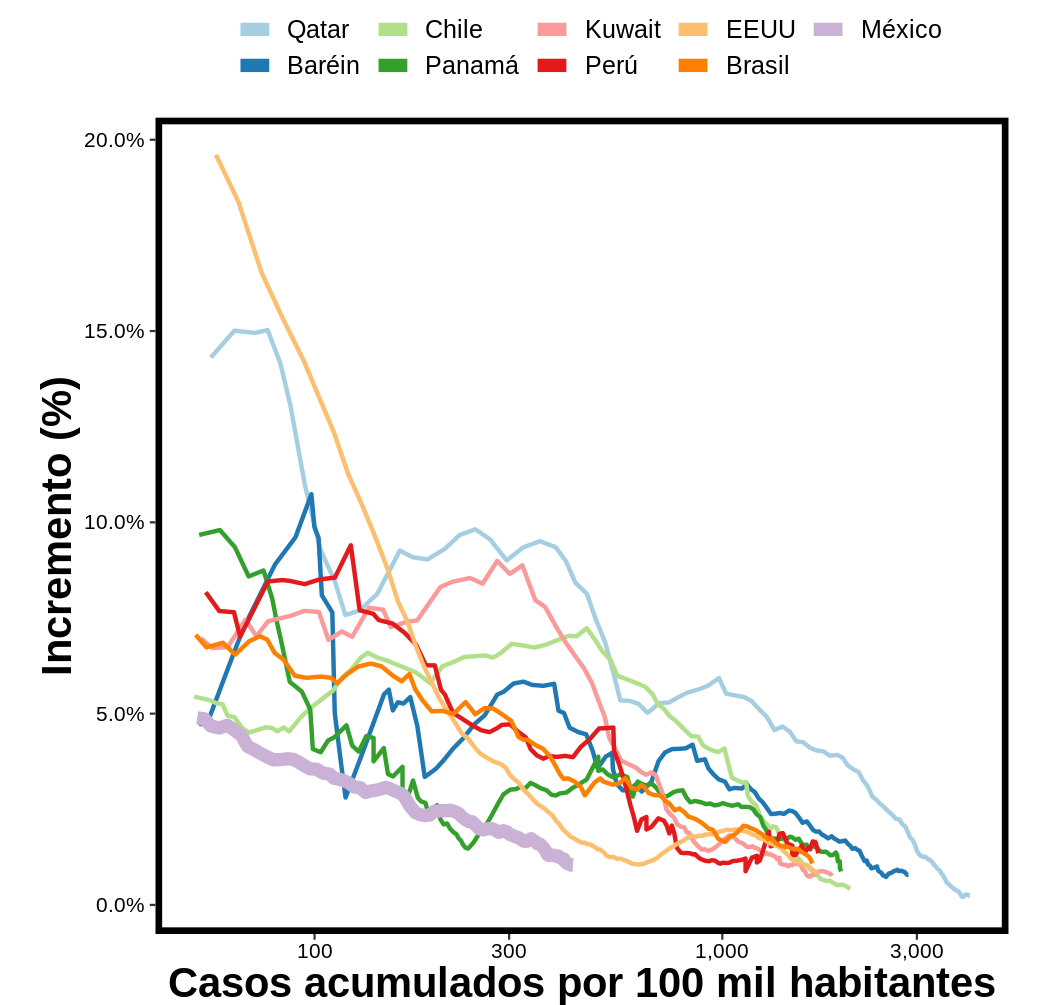 Qatar Chile Kuwait EEUU México
Baréin Panamá Perú Brasil
20.0%
15.0%
10.0%
5.0%
0.0%
Incremento (%)
100 300 1,000 3,000
Casos acumulados por 100 mil habitantes